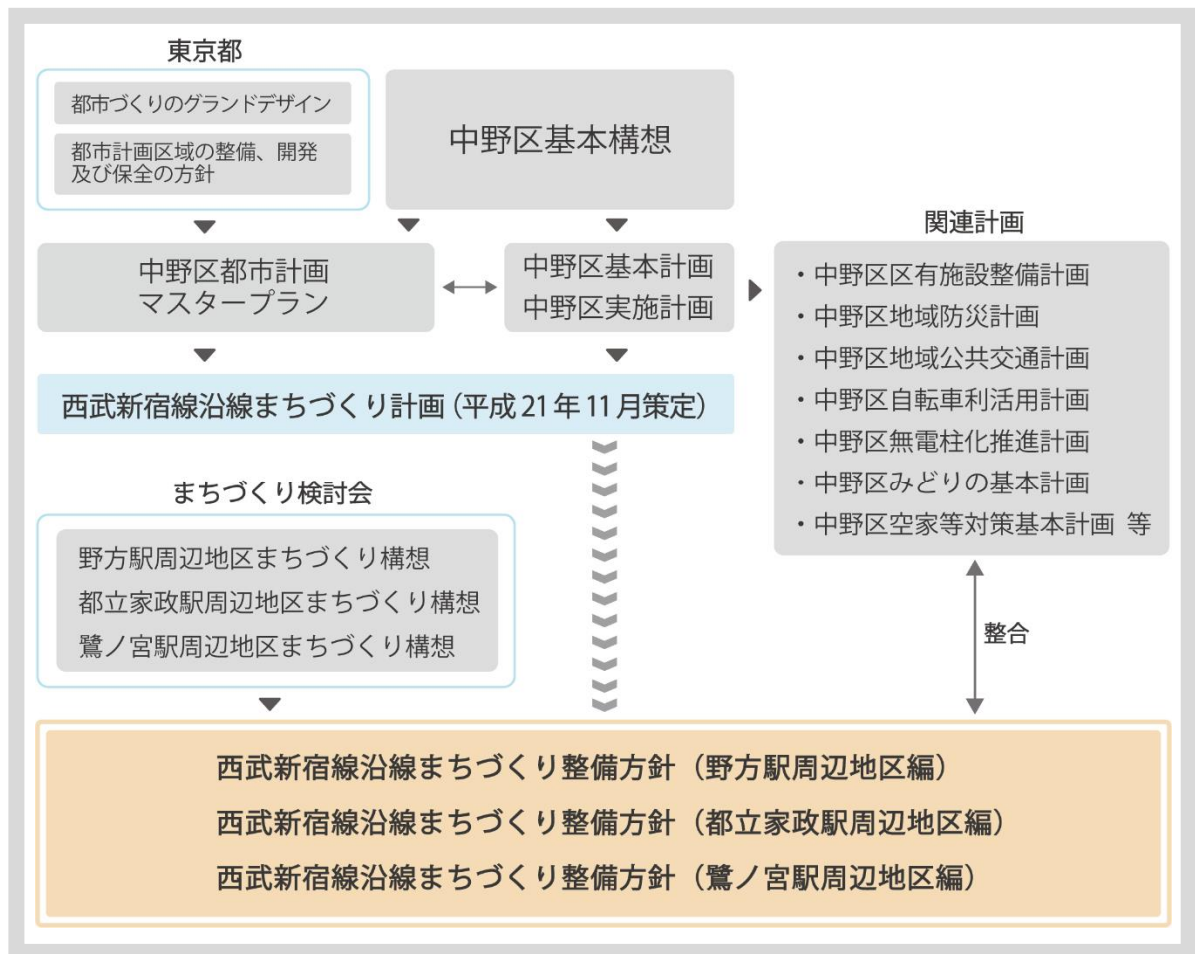 東京都
都市づくりのグランドデザイン
都市計画区域の整備、開発
及び保全の方針
中野区基本構想
中野区都市計画
マスタープラン
中野区基本計画
中野区実施計画
関連計画
・中野区区有施設整備計画
・中野区地域防災計画
・中野区地域公共交通計画
・中野区自転車利活用計画
・中野区無電柱化推進計画
・中野区みどりの基本計画
・中野区空家等対策基本計画 等
西武新宿線沿線まちづくり計画(平成21年11月策定)
まちづくり検討会
野方駅周辺地区まちづくり構想
都立家政駅周辺地区まちづくり構想
鷺ノ宮駅周辺地区まちづくり構想
整合
西武新宿線沿線まちづくり整備方針(野方駅周辺地区編)
西武新宿線沿線まちづくり整備方針(都立家政駅周辺地区編)
西武新宿線沿線まちづくり整備方針(鷺ノ宮駅周辺地区編)